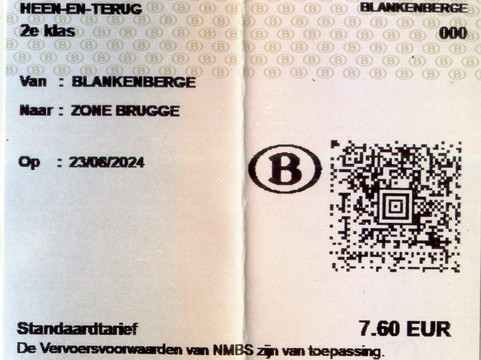 HEEN-EN-TERUG BLANKENBERGE
2e klas 000
Van : BLANKENBERGE
Naar : ZONE BRUGGE
Op : 23/08/2024
B
Standaardtarief 7.60 EUR
De Vervoersvoorwaarden van NMBS zijn van toepassing.